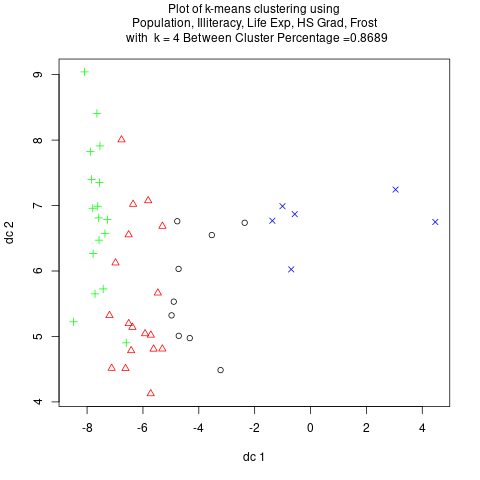 Plot of k-means clustering using
Population, Illiteracy, Life Exp, HS Grad, Frost
with k = 4 Between Cluster Percentage =0.8689
9
8
7
6
5
4
dc 2
-8
-6
-4
-2
0
2
4
dc 1